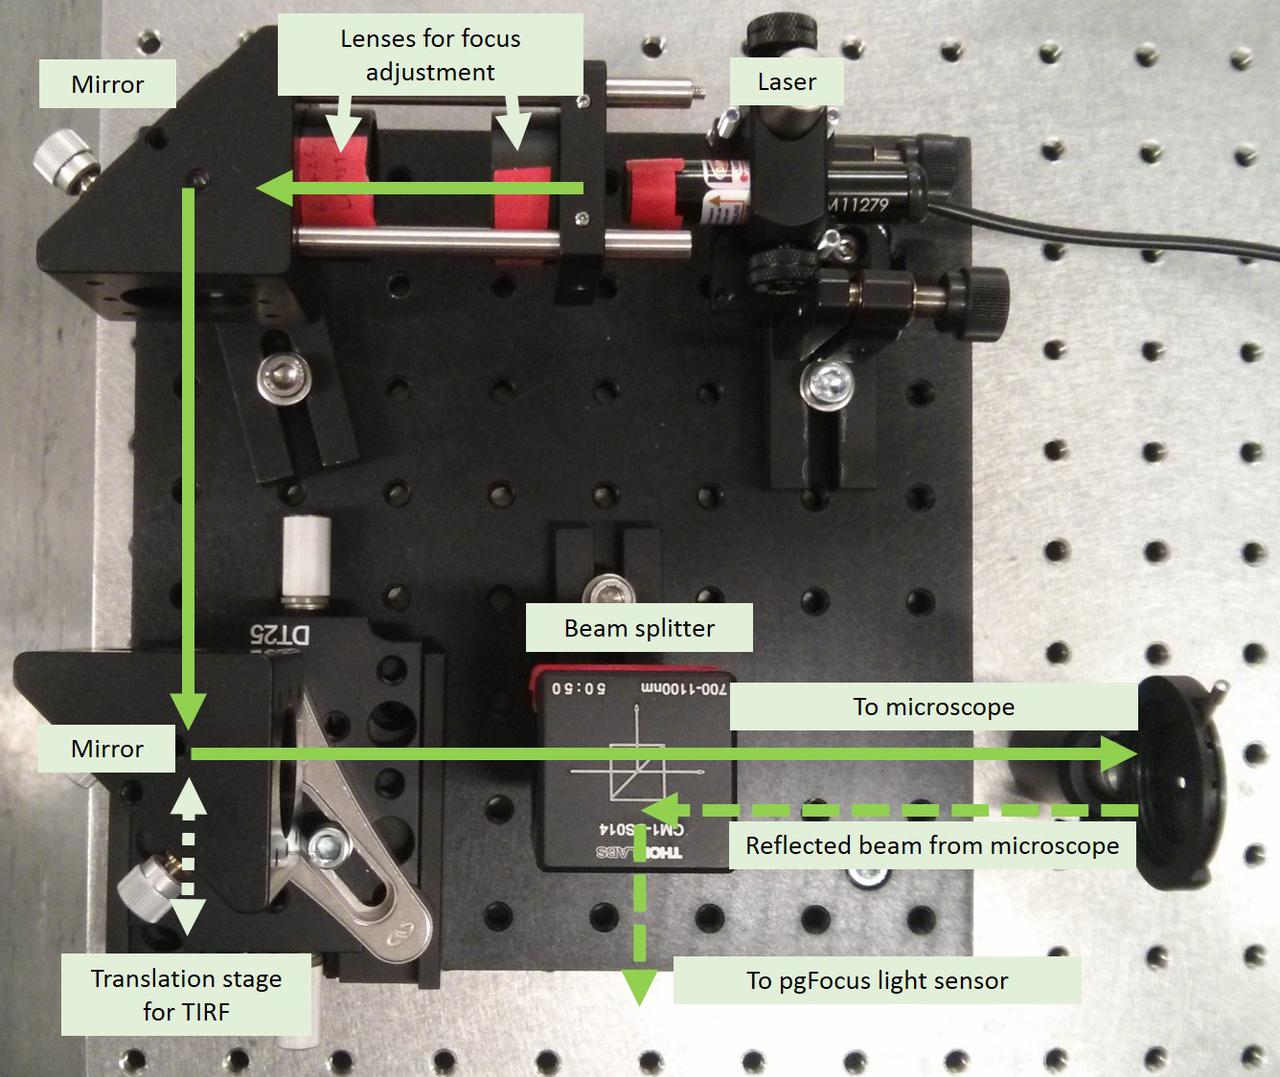 Lenses for focus
adjustment
Mirror
Laser
M11279
DT25
Beam splitter
50:50
700-1100nm
To microscope
Mirror
Reflected beam from microscope
Translation stage
for TIRF
To pgFocus light sensor